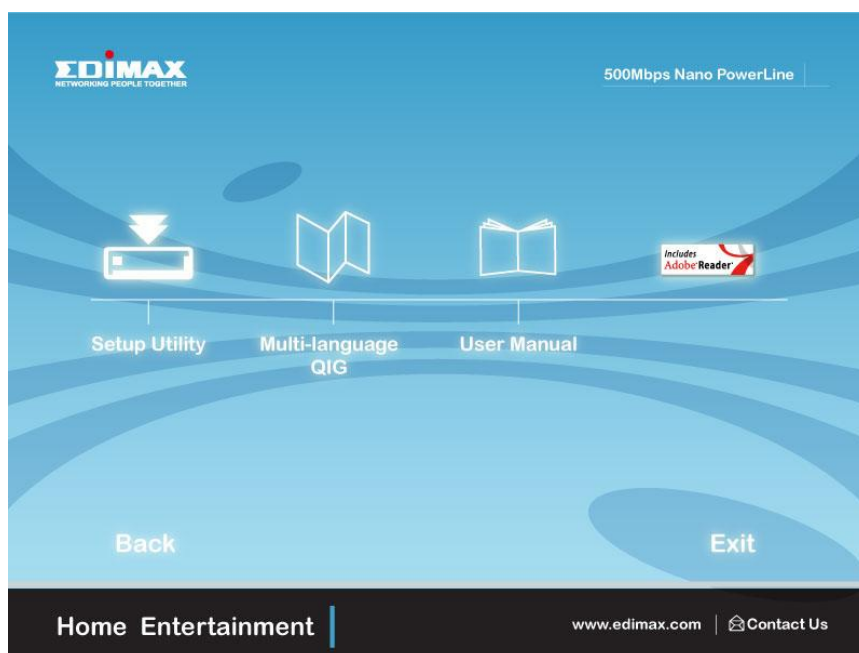 EDIMAX
NETWORKING PEOPLE TOGETHER
500Mbps Nano PowerLine
Includes
Adobe Reader
Setup Utility
Multi-language
QIG
User Manual
Back
Exit
Home Entertainment
www.edimax.com
Contact Us